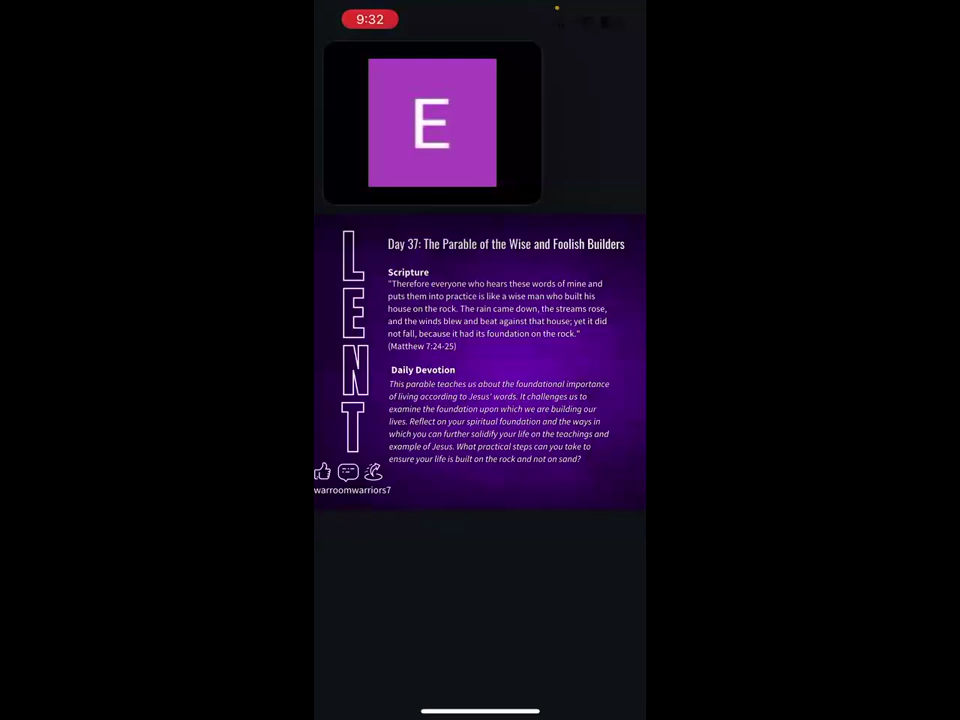 9:32
E
LENT
Day 37: The Parable of the Wise and Foolish Builders
Scripture
"Therefore everyone who hears these words of mine and
puts them into practice is like a wise man who built his
house on the rock. The rain came down, the streams rose,
and the winds blew and beat against that house; yet it did
not fall, because it had its foundation on the rock."
(Matthew 7:24-25)
Daily Devotion
This parable teaches us about the foundational importance
of living according to Jesus' words. It challenges us to
examine the foundation upon which we are building our
lives. Reflect on your spiritual foundation and the ways in
which you can further solidify your life on the teachings and
example of Jesus. What practical steps can you take to
ensure your life is built on the rock and not on sand?
warroomwarriors7